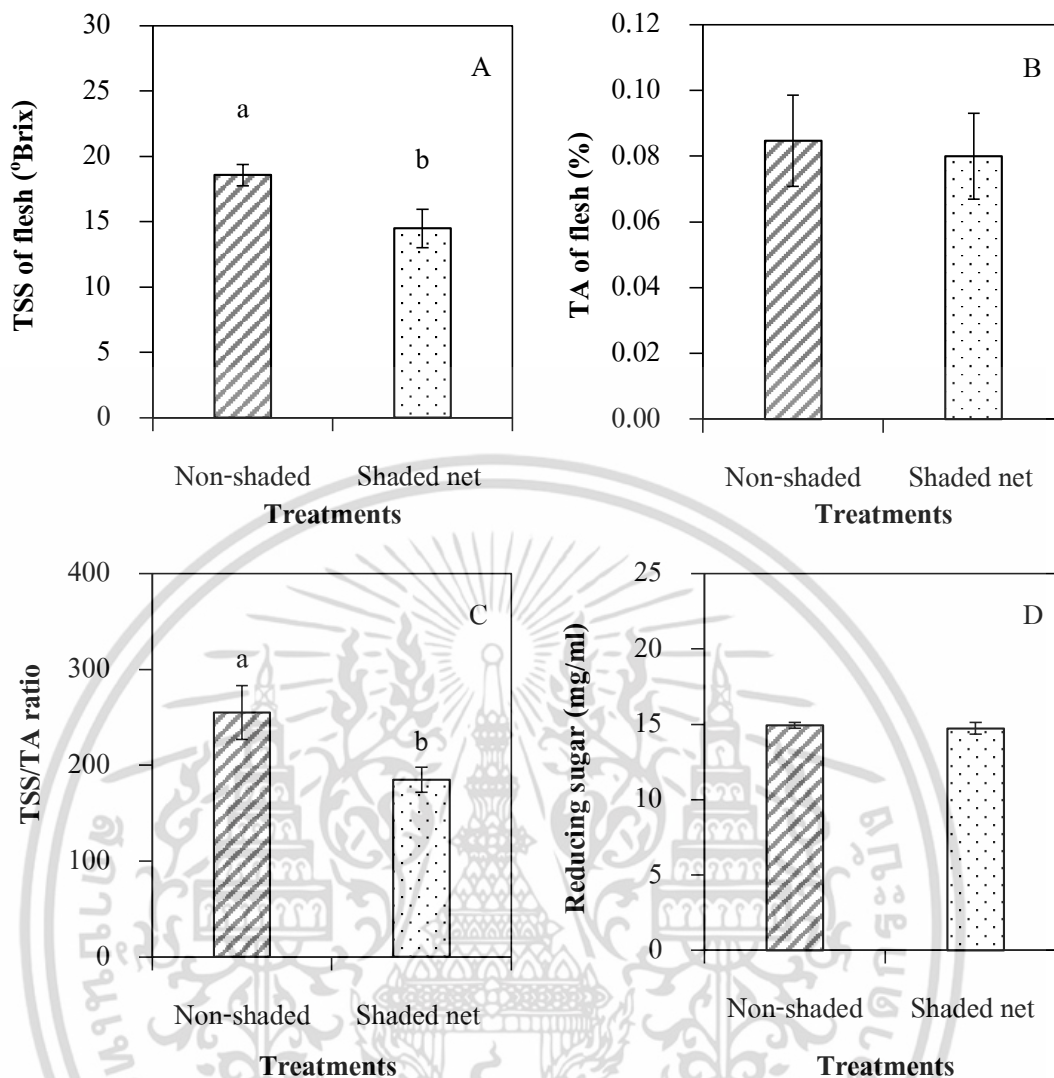 A
TSS of flesh (°Brix)
30
25
20
15
10
5
0
a
b
Non-shaded Shaded net
Treatments
B
TA of flesh (%)
0.12
0.10
0.08
0.06
0.04
0.02
0.00
Non-shaded Shaded net
Treatments
C
TSS/TA ratio
400
300
200
100
0
a
b
Non-shaded Shaded net
Treatments
D
Reducing sugar (mg/ml)
25
20
15
10
5
0
Non-shaded Shaded net
Treatments